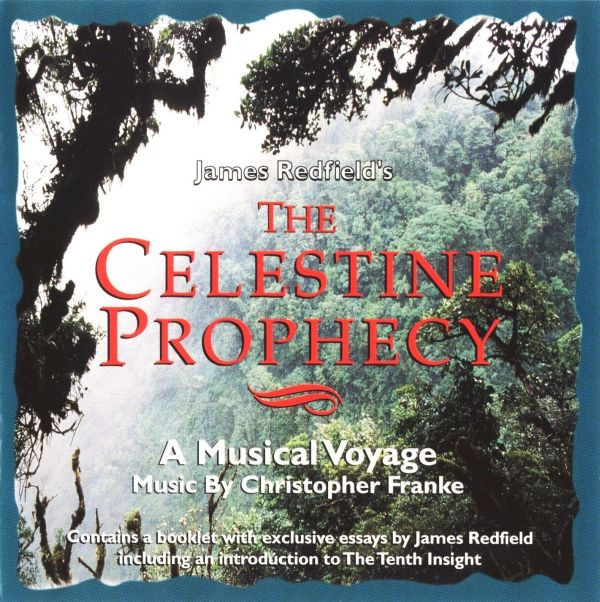 James Redfield's
THE
CELESTINE
PROPHECY
A Musical Voyage
Music By Christopher Franke
Contains a booklet with exclusive essays by James Redfield
including an introduction to The Tenth Insight